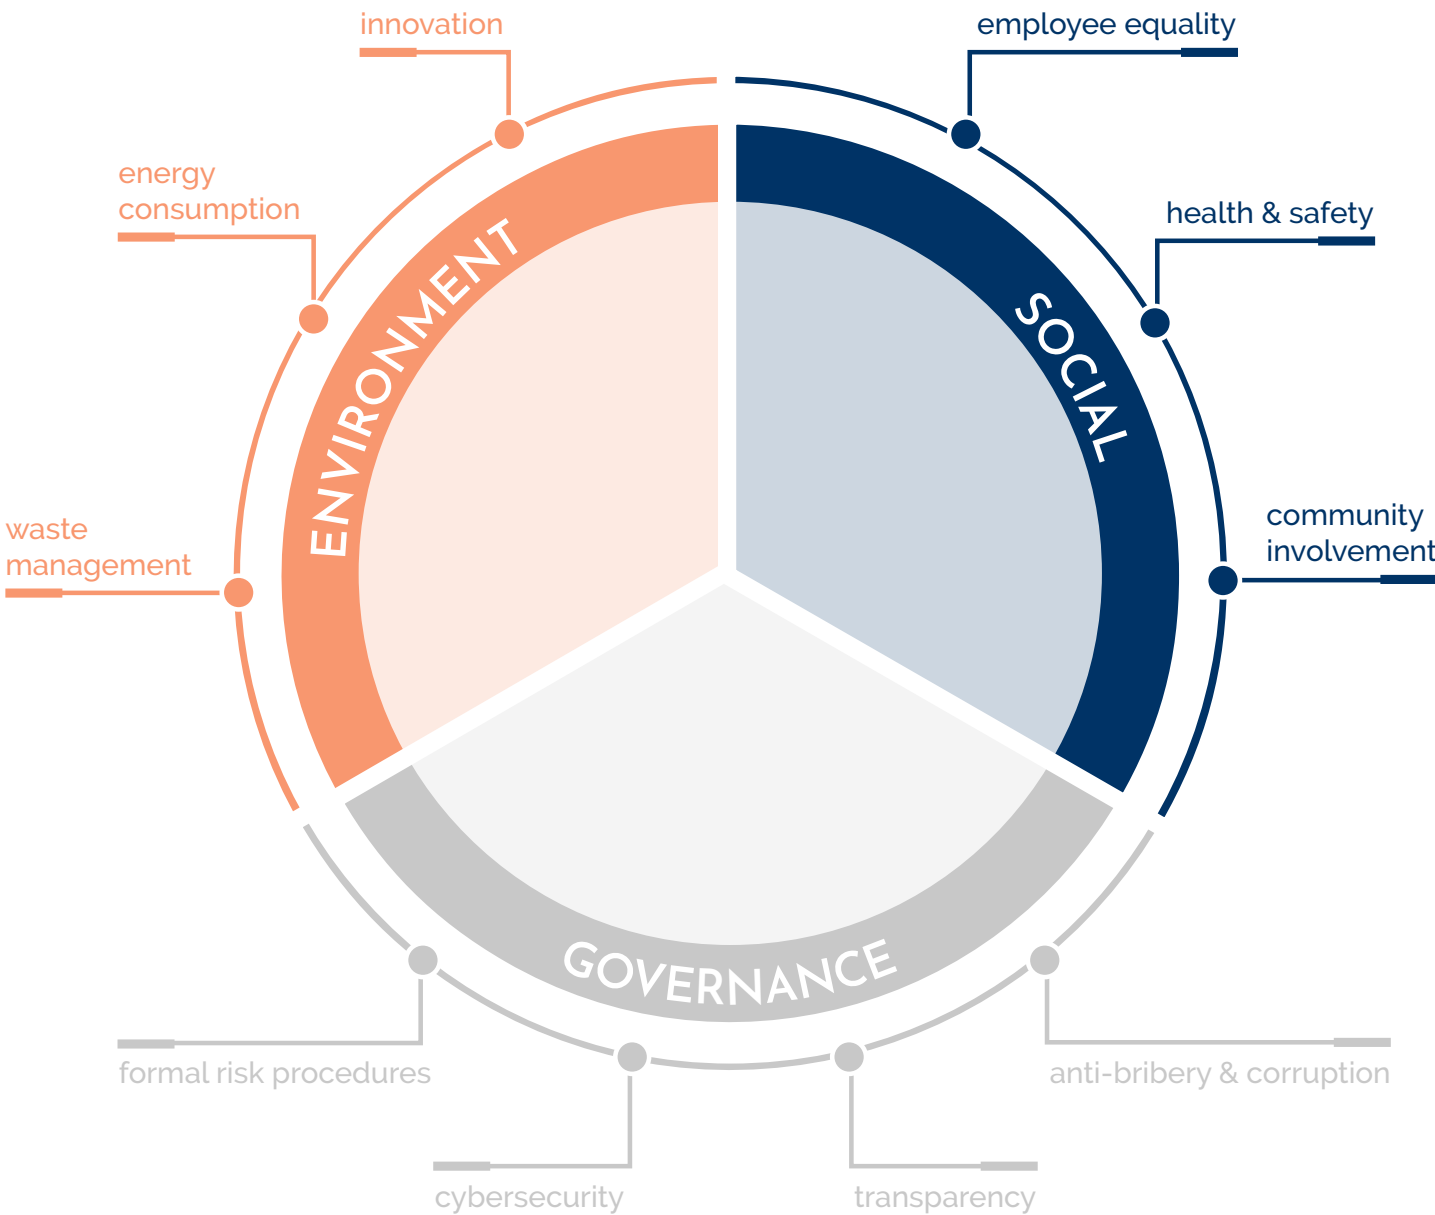 innovation
employee equality
energy
consumption
health & safety
ENVIRONMENT
SOCIAL
waste
management
community
involvement
GOVERNANCE
formal risk procedures
anti-bribery & corruption
cybersecurity
transparency